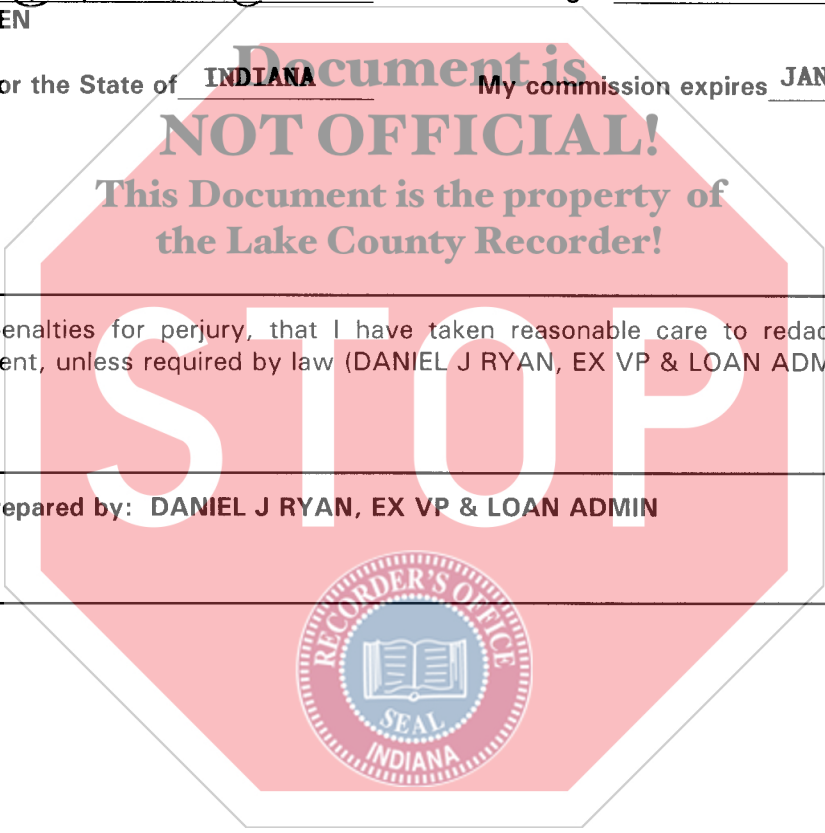 EN
or the State of INDIANA My commission expires JAN
Document is
NOT OFFICIAL!
This Document is the property of
the Lake County Recorder!
enalties for perjury, that I have taken reasonable care to redac
ent, unless required by law (DANIEL J RYAN, EX VP & LOAN ADM
STOP
epared by: DANIEL J RYAN, EX VP & LOAN ADMIN
RECORDER'S OFFICE
SEAL
INDIANA